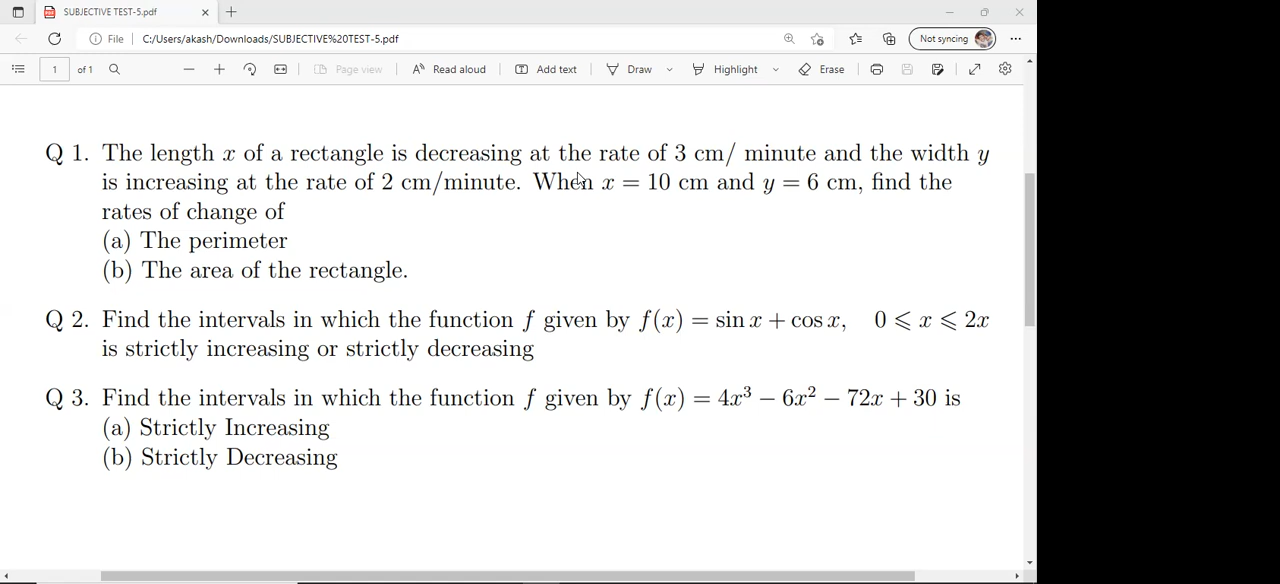 SUBJECTIVE TEST-5.pdf
File C:/Users/akash/Downloads/SUBJECTIVE%20TEST-5.pdf Not syncing
1 of 1 Page view Read aloud Add text Draw Highlight Erase
Q 1. The length x of a rectangle is decreasing at the rate of 3 cm/ minute and the width y
is increasing at the rate of 2 cm/minute. When x = 10 cm and y = 6 cm, find the
rates of change of
(a) The perimeter
(b) The area of the rectangle.
Q 2. Find the intervals in which the function f given by f(x) = sin x + cos x, 0 ⩽ x ⩽ 2x
is strictly increasing or strictly decreasing
Q 3. Find the intervals in which the function f given by f(x) = 4x³ − 6x² − 72x + 30 is
(a) Strictly Increasing
(b) Strictly Decreasing